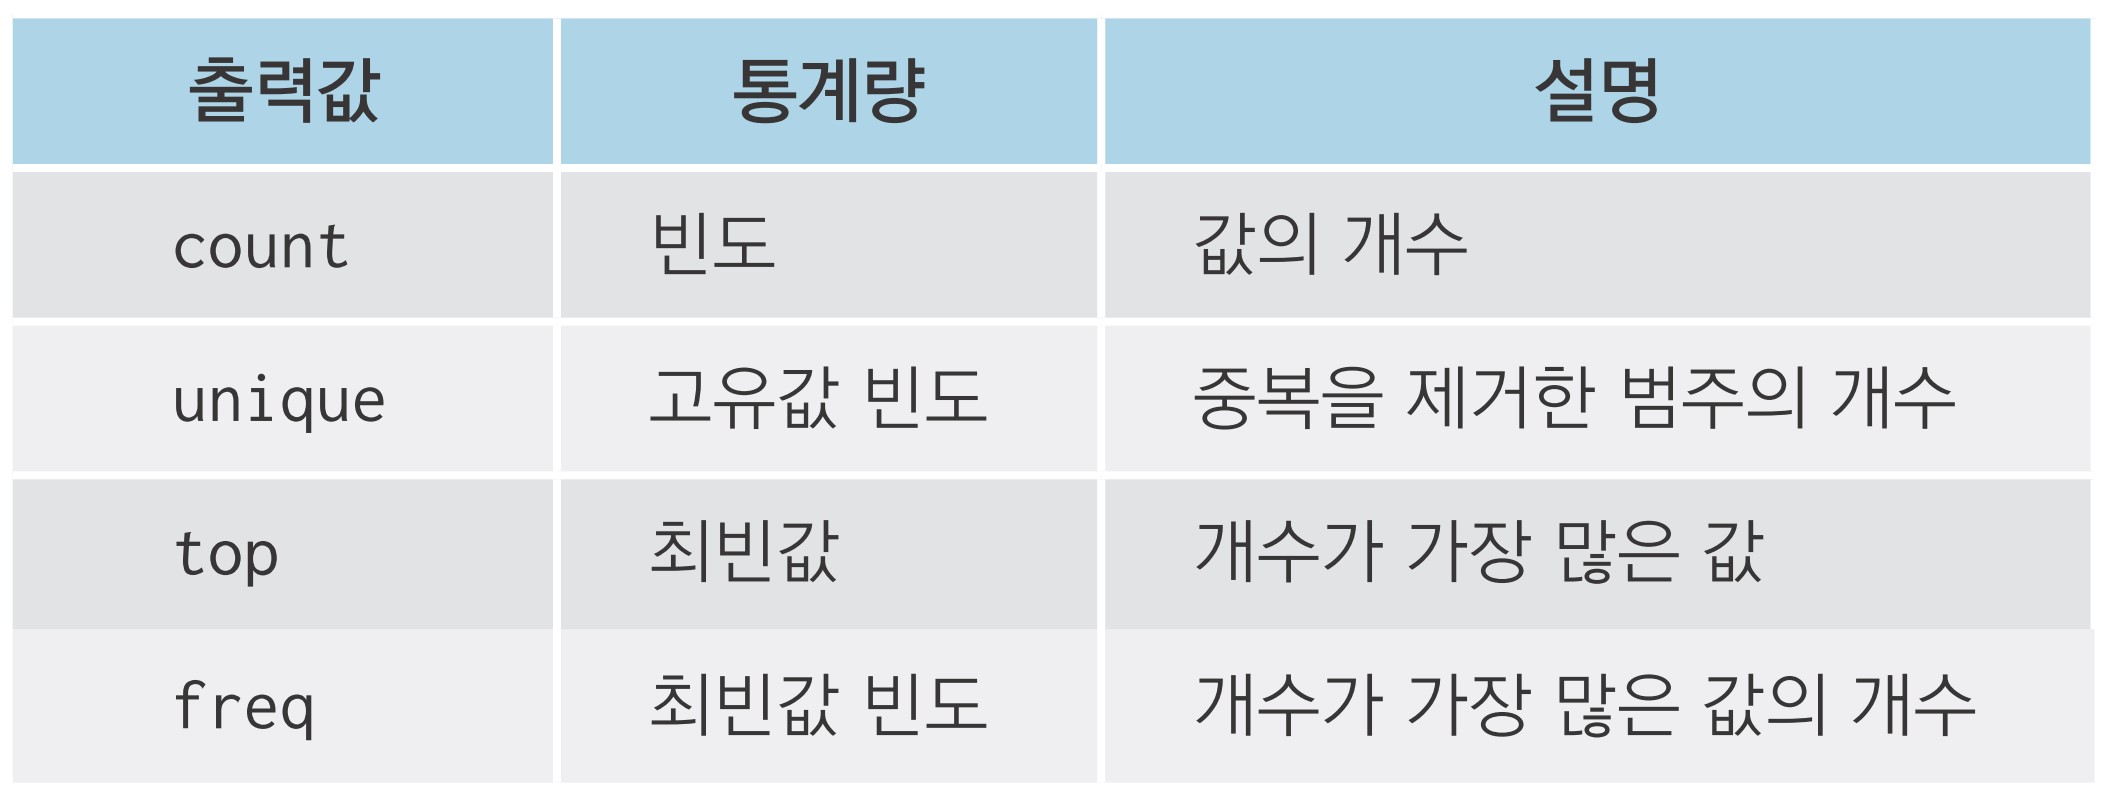 출력값 통계량 설명
count 빈도 값의 개수
unique 고유값 빈도 중복을 제거한 범주의 개수
top 최빈값 개수가 가장 많은 값
freq 최빈값 빈도 개수가 가장 많은 값의 개수